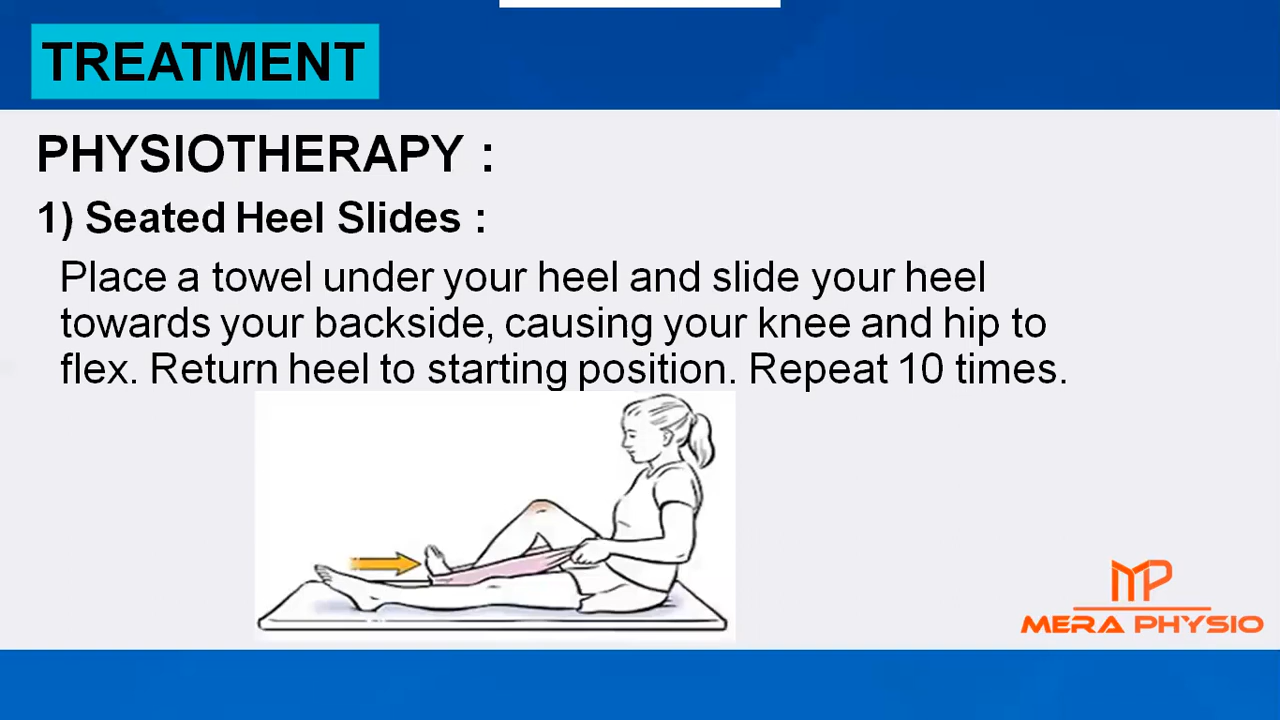 TREATMENT
PHYSIOTHERAPY :
1) Seated Heel Slides :
Place a towel under your heel and slide your heel
towards your backside, causing your knee and hip to
flex. Return heel to starting position. Repeat 10 times.
MP
MERA PHYSIO